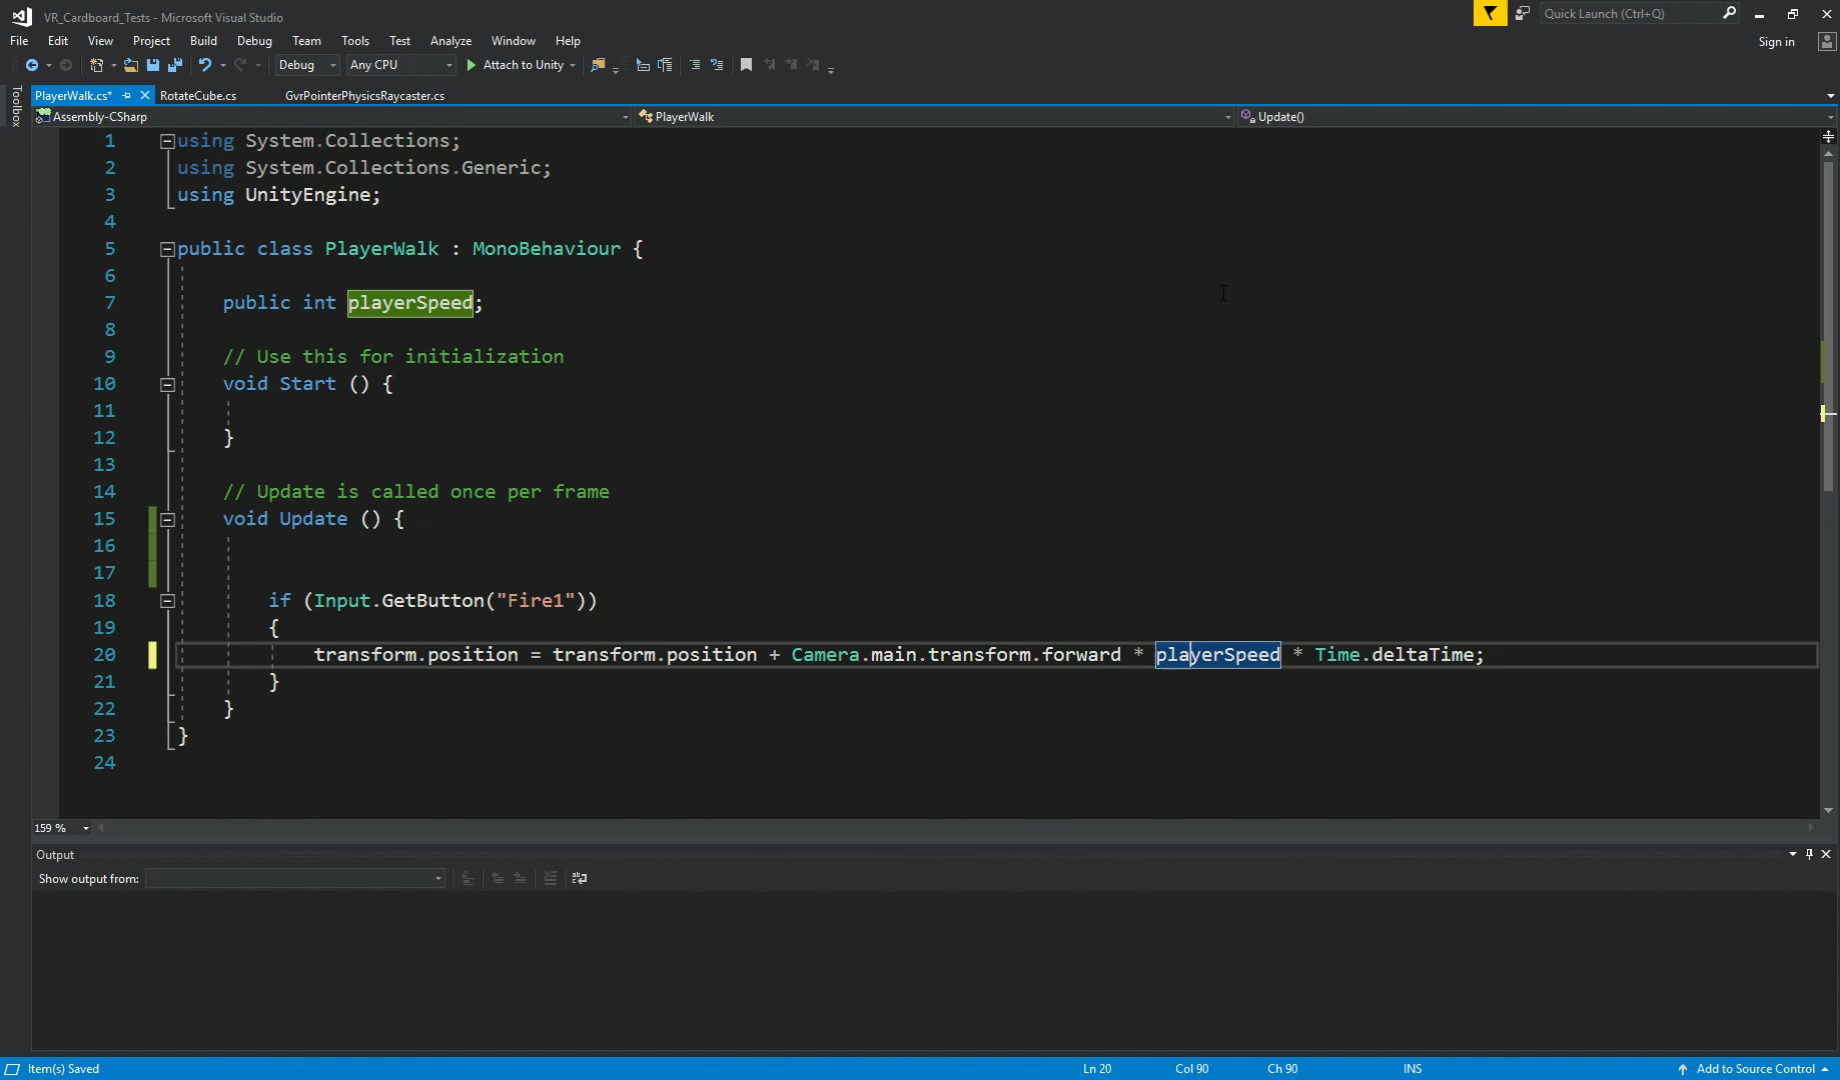 VR_Cardboard_Tests - Microsoft Visual Studio
Quick Launch (Ctrl+Q)
File Edit View Project Build Debug Team Tools Test Analyze Window Help
Sign in
Debug Any CPU Attach to Unity
Toolbox
PlayerWalk.cs* RotateCube.cs GvrPointerPhysicsRaycaster.cs
Assembly-CSharp PlayerWalk Update()
1 using System.Collections;
2 using System.Collections.Generic;
3 using UnityEngine;
4
5 public class PlayerWalk : MonoBehaviour {
6
7 public int playerSpeed;
8
9 // Use this for initialization
10 void Start () {
11
12 }
13
14 // Update is called once per frame
15 void Update () {
16
17
18 if (Input.GetButton("Fire1"))
19 {
20 transform.position = transform.position + Camera.main.transform.forward * playerSpeed * Time.deltaTime;
21 }
22 }
23 }
24
159 %
Output
Show output from:
Item(s) Saved Ln 20 Col 90 Ch 90 INS Add to Source Control